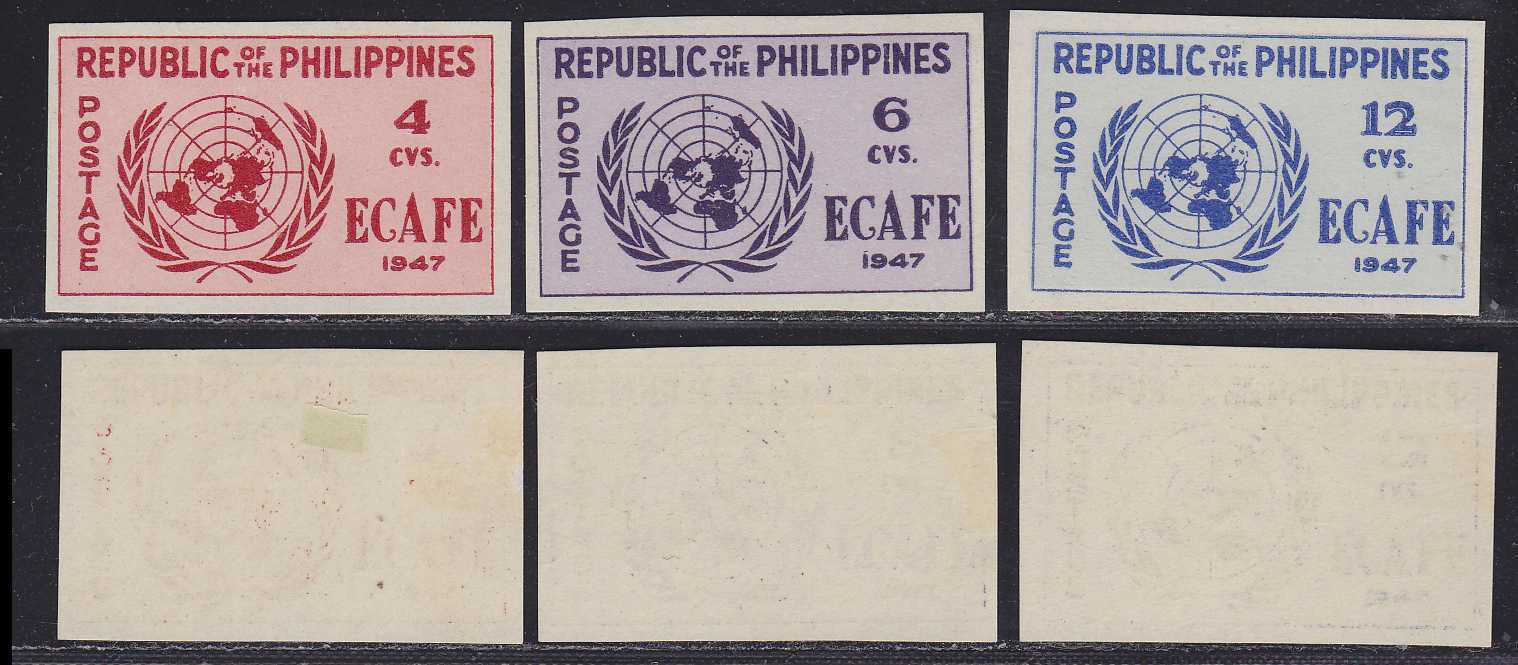 REPUBLIC OF THE PHILIPPINES
POSTAGE
4
CVS.
ECAFE
1947
REPUBLIC OF THE PHILIPPINES
POSTAGE
6
CVS.
ECAFE
1947
REPUBLIC OF THE PHILIPPINES
POSTAGE
12
CVS.
ECAFE
1947